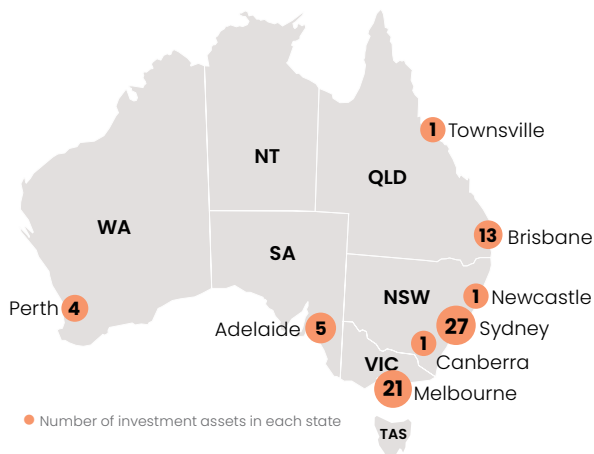 1 Townsville
NT
QLD
WA
13 Brisbane
SA
NSW
1 Newcastle
Perth 4
Adelaide 5
27 Sydney
1
Canberra
VIC
21 Melbourne
Number of investment assets in each state
TAS